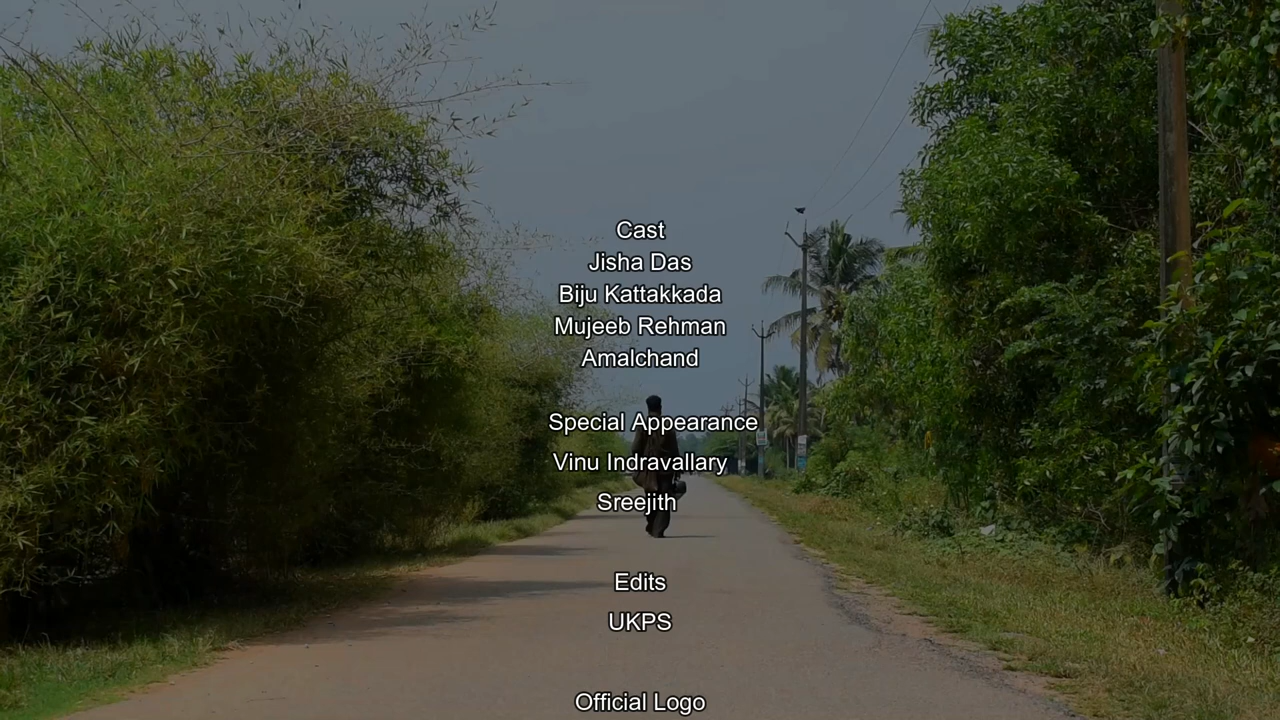 Cast
Jisha Das
Biju Kattakkada
Mujeeb Rehman
Amalchand
Special Appearance
Vinu Indravallary
Sreejith
Edits
UKPS
Official Logo